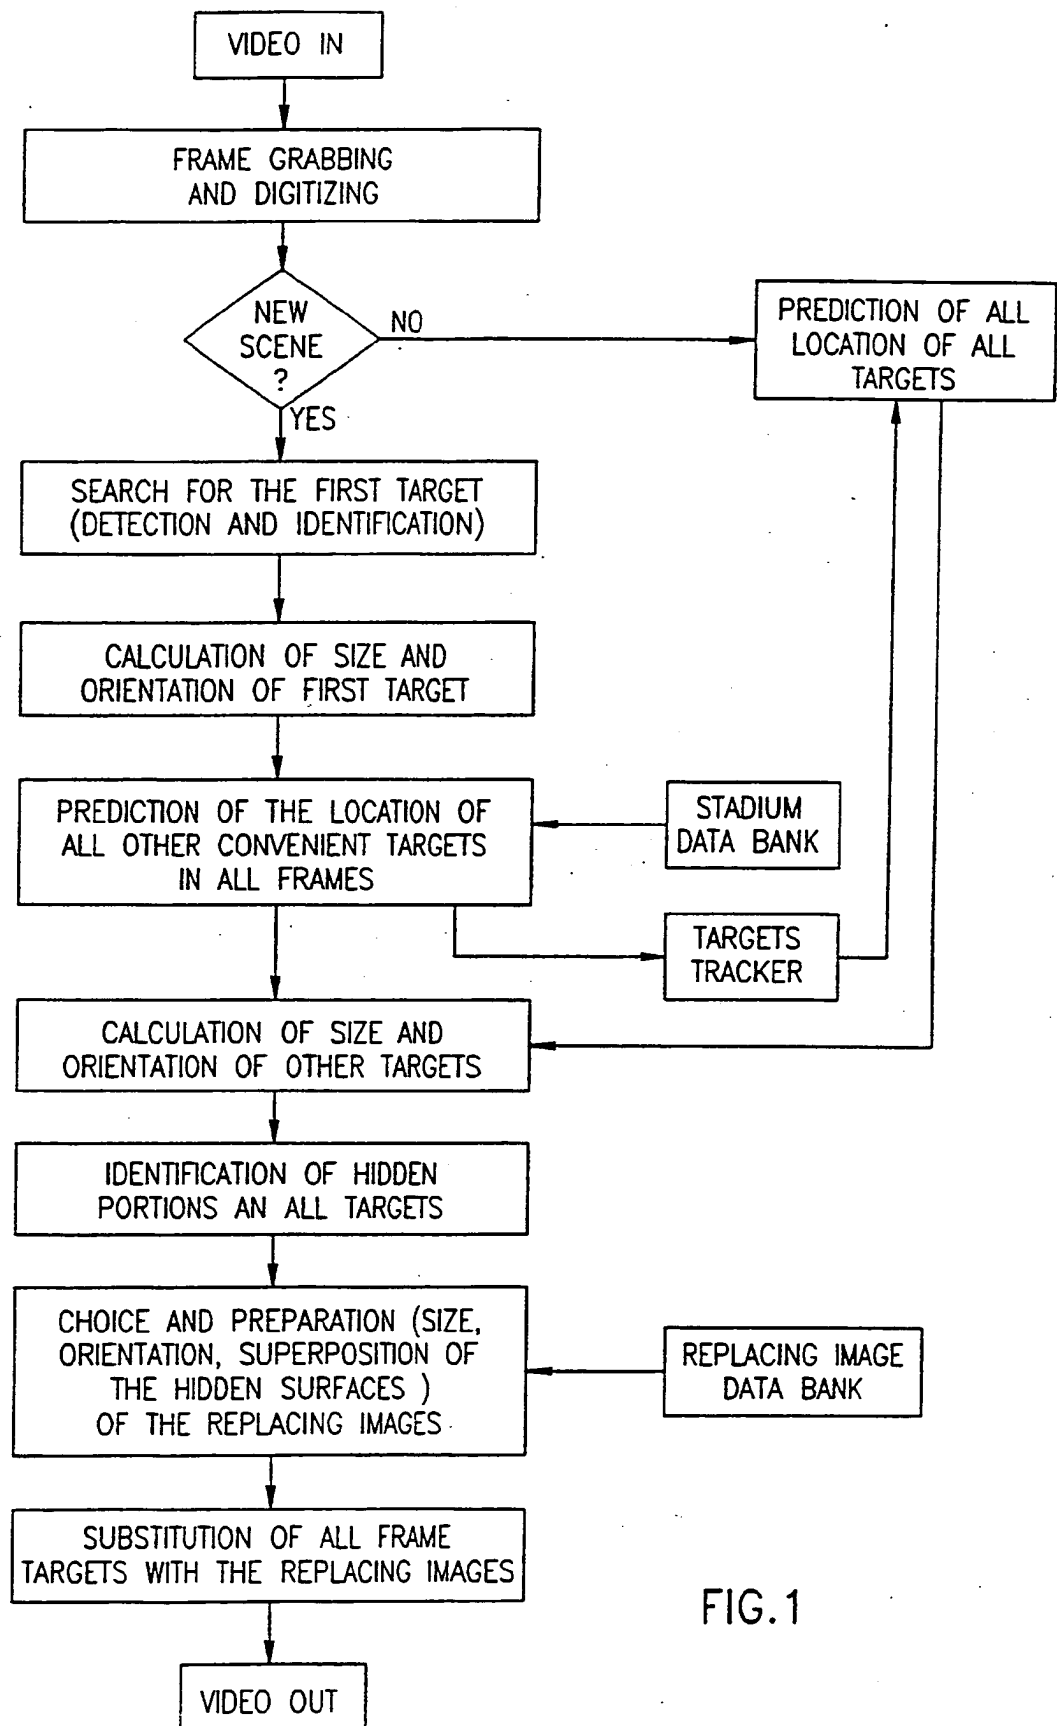 VIDEO IN
FRAME GRABBING
AND DIGITIZING
NEW
SCENE
?
NO
YES
PREDICTION OF ALL
LOCATION OF ALL
TARGETS
SEARCH FOR THE FIRST TARGET
(DETECTION AND IDENTIFICATION)
CALCULATION OF SIZE AND
ORIENTATION OF FIRST TARGET
PREDICTION OF THE LOCATION OF
ALL OTHER CONVENIENT TARGETS
IN ALL FRAMES
STADIUM
DATA BANK
TARGETS
TRACKER
CALCULATION OF SIZE AND
ORIENTATION OF OTHER TARGETS
IDENTIFICATION OF HIDDEN
PORTIONS AN ALL TARGETS
CHOICE AND PREPARATION (SIZE,
ORIENTATION, SUPERPOSITION OF
THE HIDDEN SURFACES )
OF THE REPLACING IMAGES
REPLACING IMAGE
DATA BANK
SUBSTITUTION OF ALL FRAME
TARGETS WITH THE REPLACING IMAGES
VIDEO OUT
FIG.1